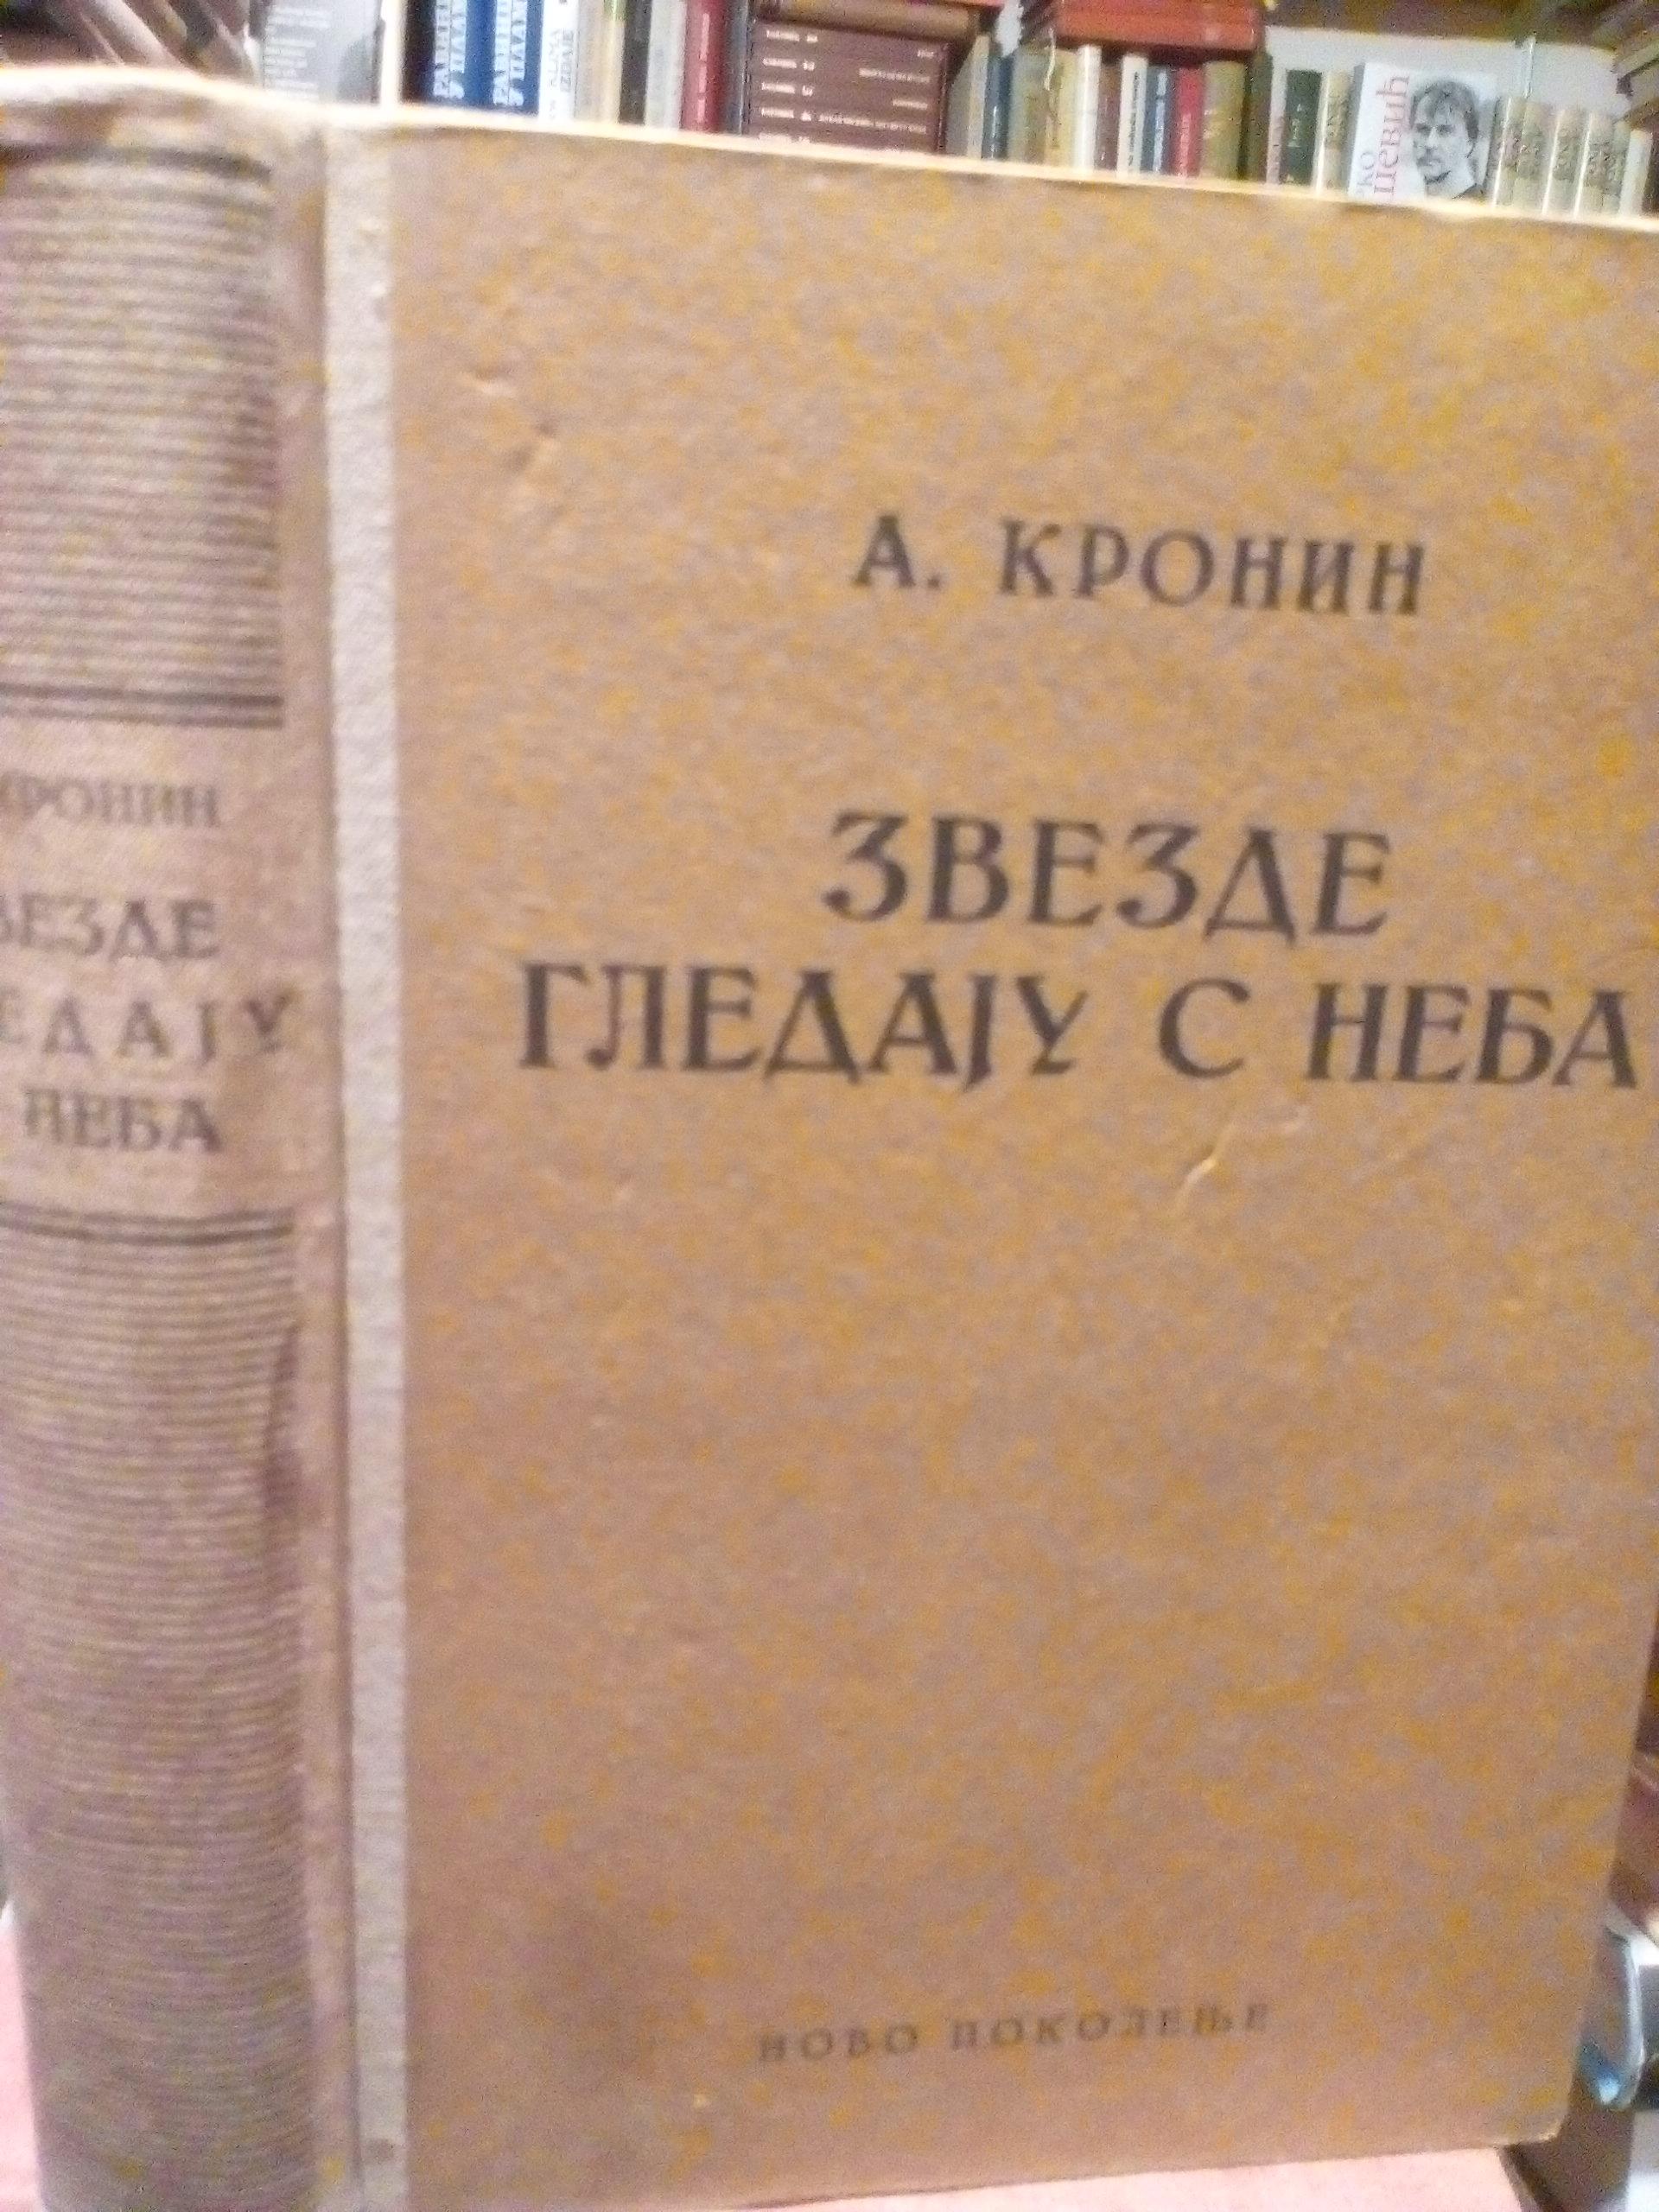 А. КРОНИН
ЗВЕЗДЕ
ГЛЕДАЈУ С НЕБА
НОВО ПОКОЛЕЊЕ
КРОНИН
ВЕЗДЕ
ЕДАЈУ
НЕБА